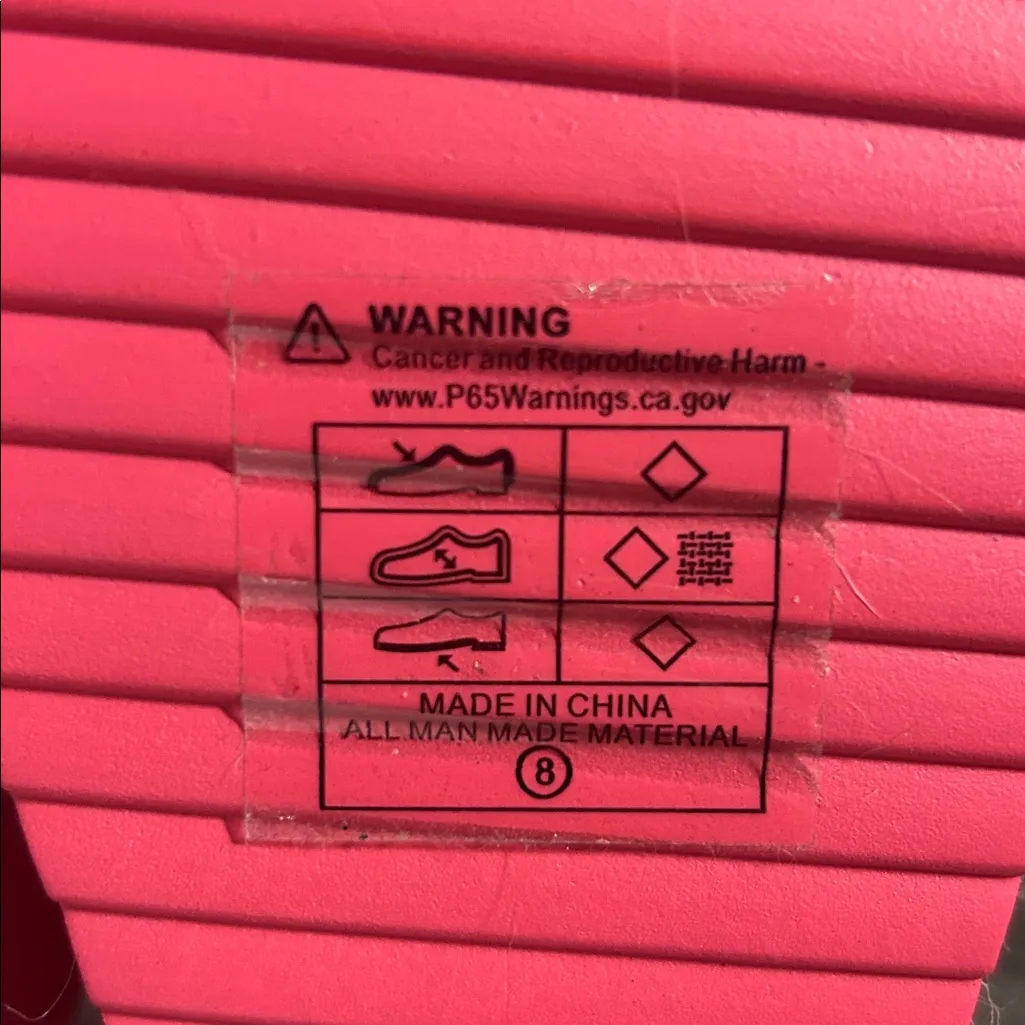 WARNING
Cancer and Reproductive Harm -
www.P65Warnings.ca.gov
MADE IN CHINA
ALL MAN MADE MATERIAL
8